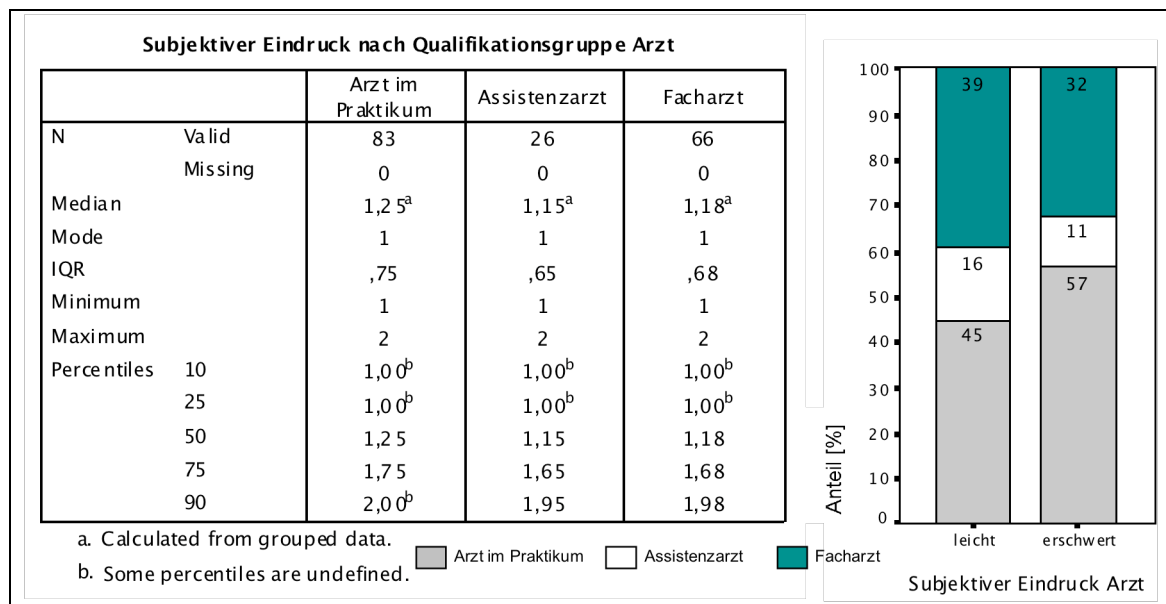 Subjektiver Eindruck nach Qualifikationsgruppe Arzt
Arzt im Praktikum Assistenzarzt Facharzt
N Valid 83 26 66
Missing 0 0 0
Median 1,25a 1,15a 1,18a
Mode 1 1 1
IQR ,75 ,65 ,68
Minimum 1 1 1
Maximum 2 2 2
Percentiles 10 1,00b 1,00b 1,00b
25 1,00b 1,00b 1,00b
50 1,25 1,15 1,18
75 1,75 1,65 1,68
90 2,00b 1,95 1,98
a. Calculated from grouped data.
b. Some percentiles are undefined.
Arzt im Praktikum Assistenzarzt Facharzt
Anteil [%]
100
90
80
70
60
50
40
30
20
10
0
39 32
16 11
45 57
leicht erschwert
Subjektiver Eindruck Arzt